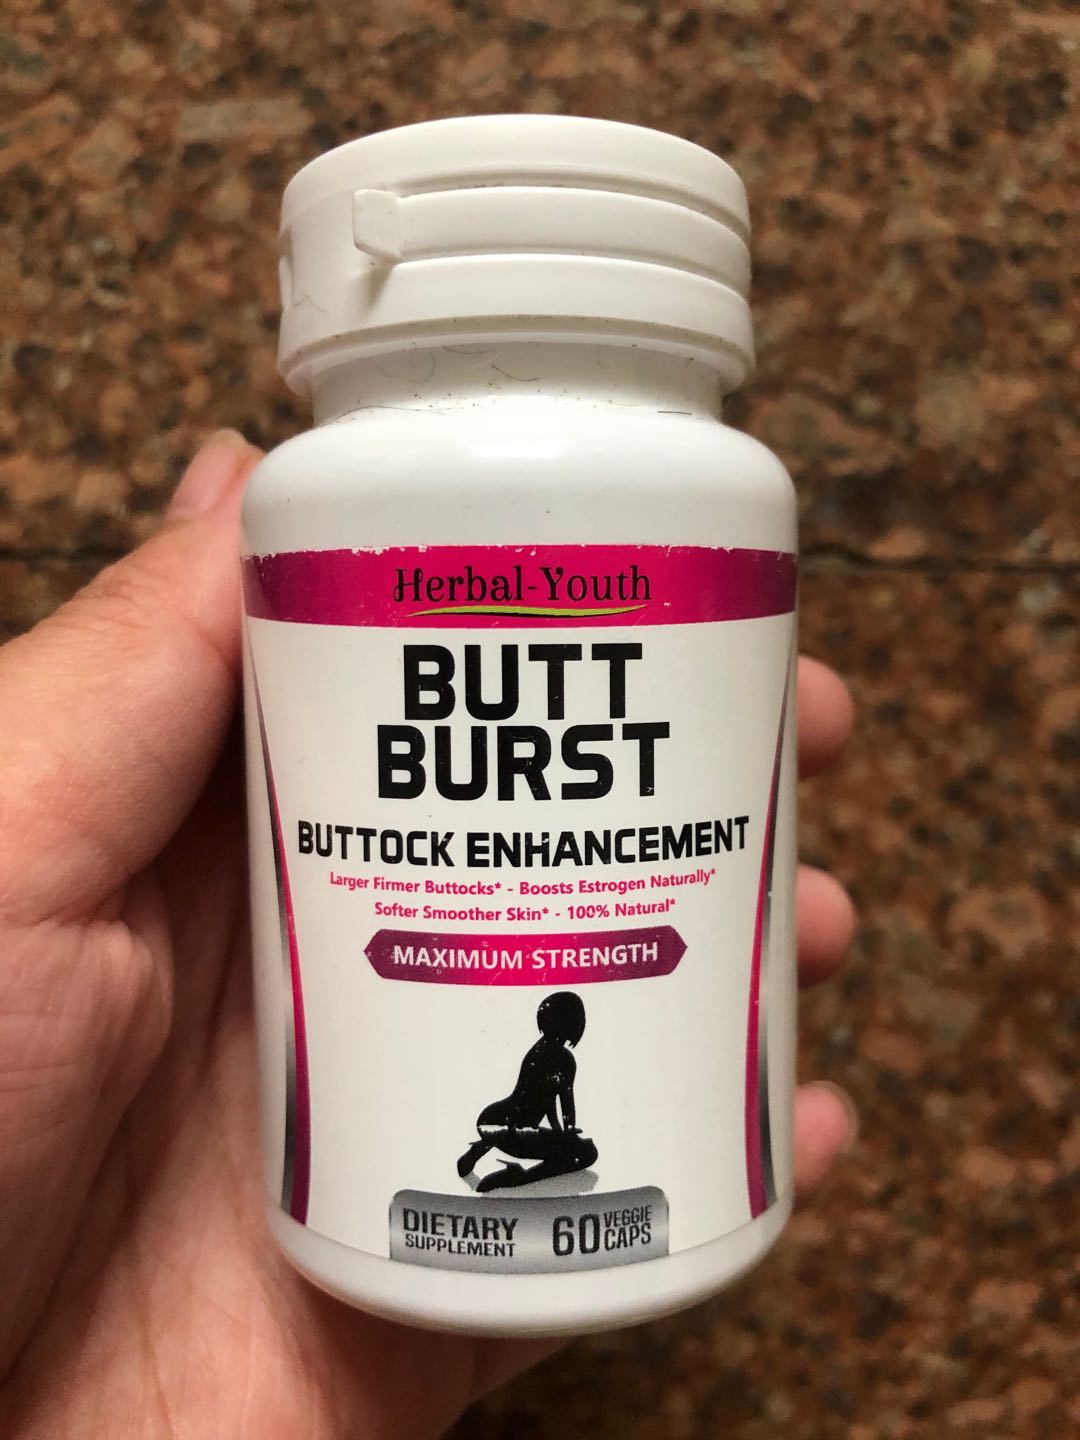 Herbal-Youth
BUTT
BURST
BUTTOCK ENHANCEMENT
Larger Firmer Buttocks* - Boosts Estrogen Naturally*
Softer Smoother Skin* - 100% Natural*
MAXIMUM STRENGTH
DIETARY
SUPPLEMENT
60 VEGGIE
CAPS